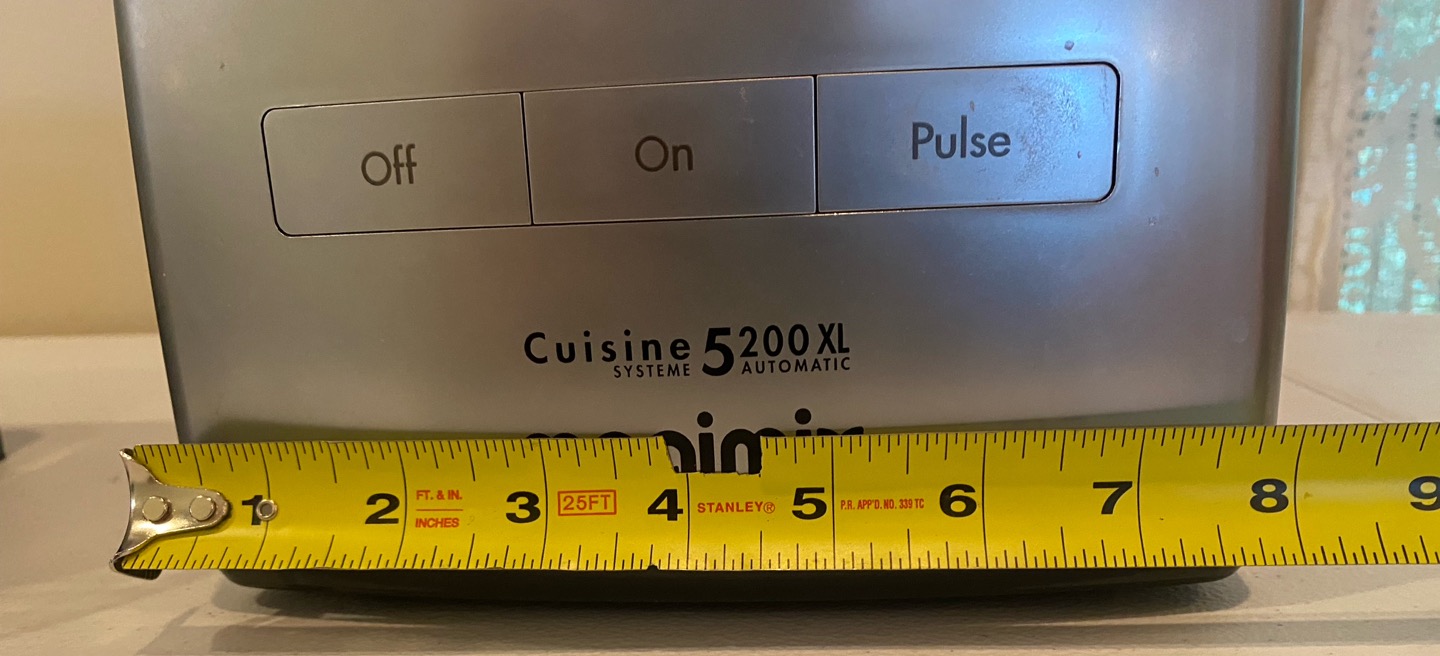 Off On Pulse
Cuisine 5200 XL
SYSTEME AUTOMATIC
1 2 FT. & IN. 3 25FT 4 STANLEY® 5 P.R. APP'D. NO. 339 TC 6 7 8 9
INCHES